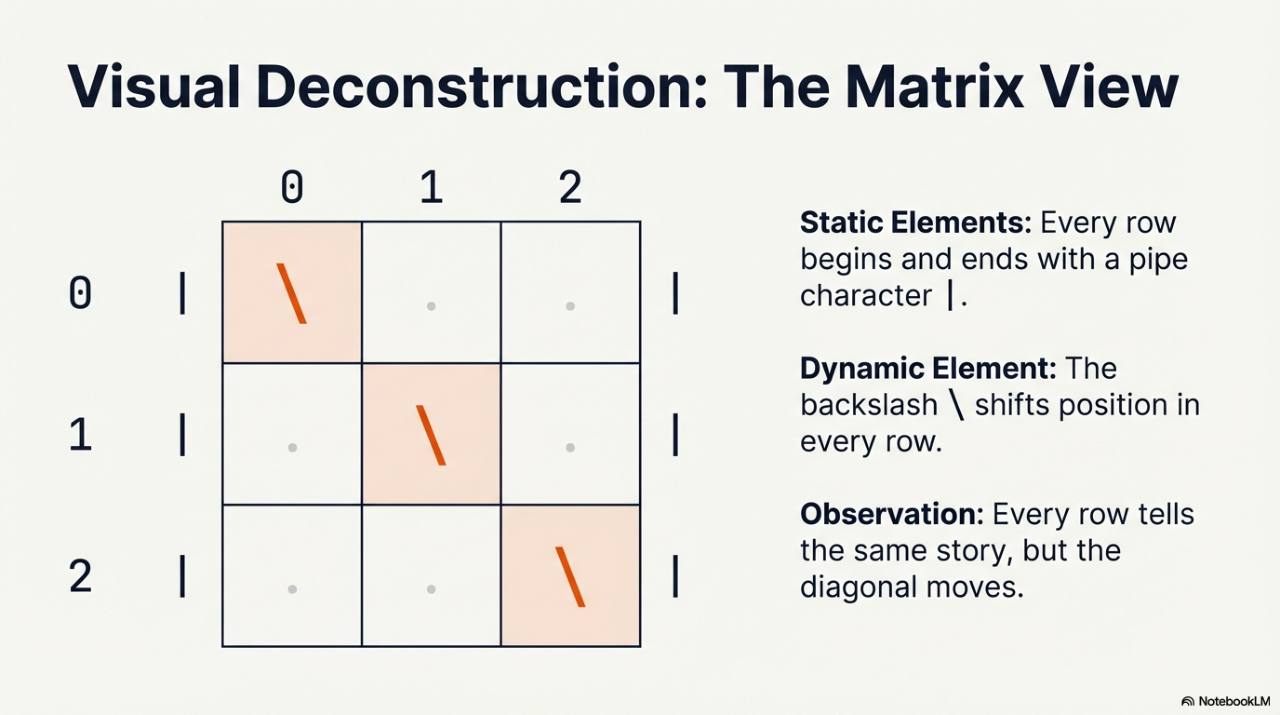 Visual Deconstruction: The Matrix View
0 1 2
0 | \ . . |
1 | . \ . |
2 | . . \ |
Static Elements: Every row
begins and ends with a pipe
character |.
Dynamic Element: The
backslash \ shifts position in
every row.
Observation: Every row tells
the same story, but the
diagonal moves.
NotebookLM